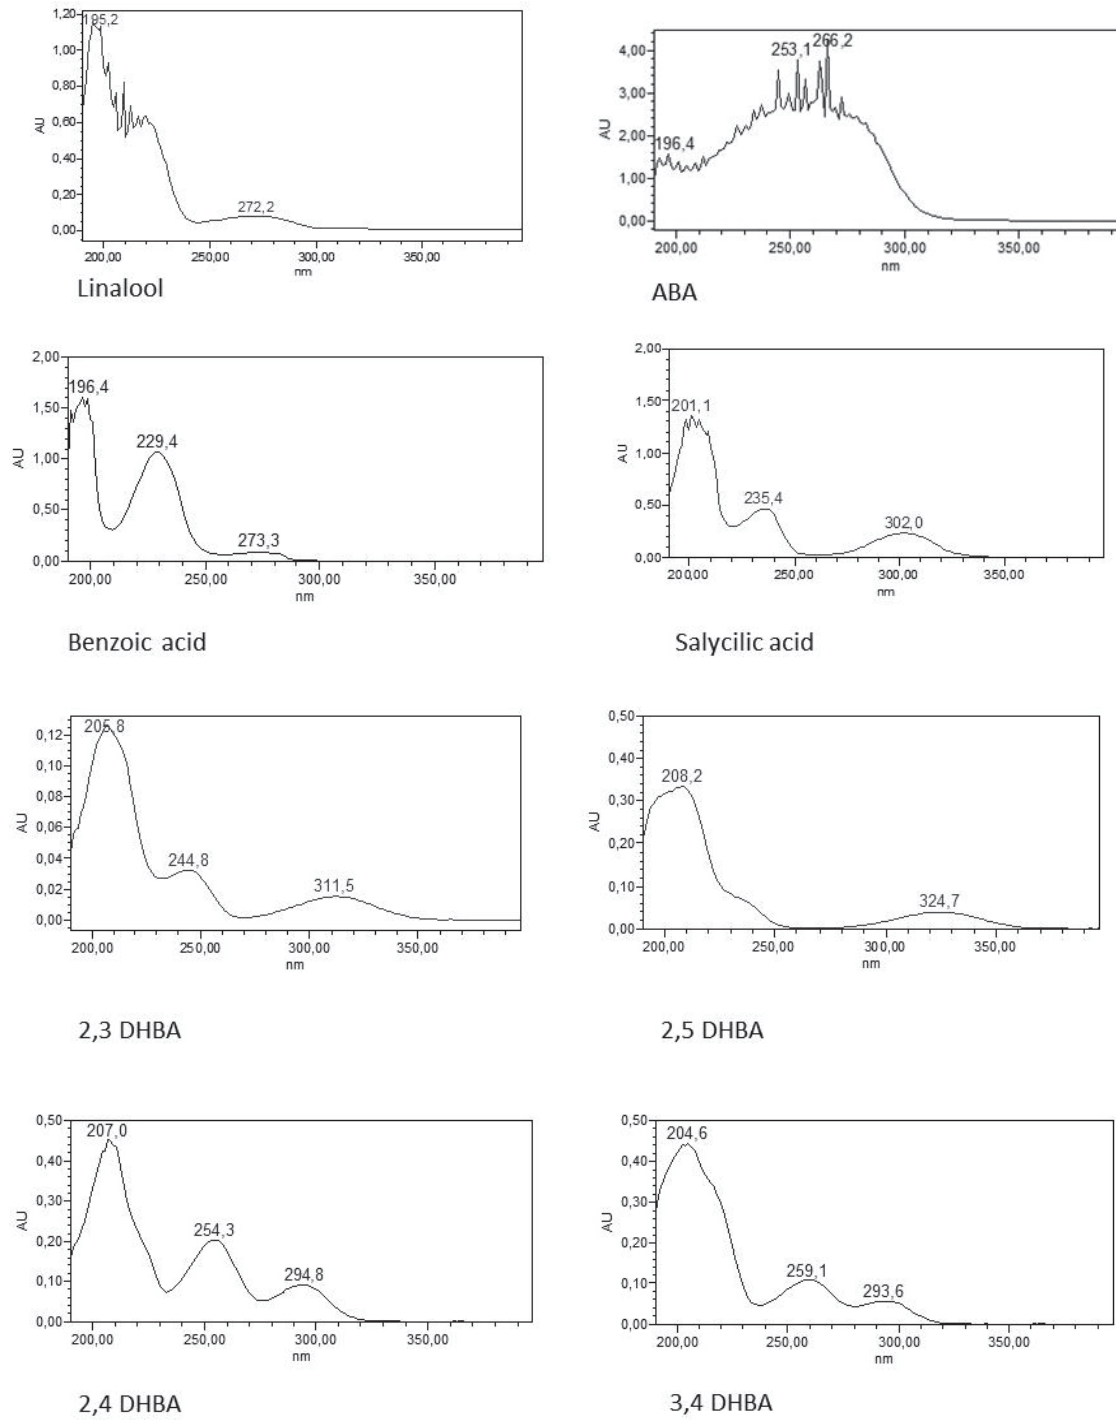 1,20
1,00
0,80
0,60
0,40
0,20
0,00
AU
195,2
272,2
200,00 250,00 300,00 350,00
nm
Linalool
4,00
3,00
2,00
1,00
0,00
AU
196,4
253,1
266,2
200,00 250,00 300,00 350,00
nm
ABA
2,00
1,50
1,00
0,50
0,00
AU
196,4
229,4
273,3
200,00 250,00 300,00 350,00
nm
Benzoic acid
2,00
1,50
1,00
0,50
0,00
AU
201,1
235,4
302,0
200,00 250,00 300,00 350,00
nm
Salycilic acid
0,12
0,10
0,08
0,06
0,04
0,02
0,00
AU
205,8
244,8
311,5
200,00 250,00 300,00 350,00
nm
2,3 DHBA
0,50
0,40
0,30
0,20
0,10
0,00
AU
208,2
324,7
200,00 250,00 300,00 350,00
nm
2,5 DHBA
0,50
0,40
0,30
0,20
0,10
0,00
AU
207,0
254,3
294,8
200,00 250,00 300,00 350,00
nm
2,4 DHBA
0,50
0,40
0,30
0,20
0,10
0,00
AU
204,6
259,1
293,6
200,00 250,00 300,00 350,00
nm
3,4 DHBA